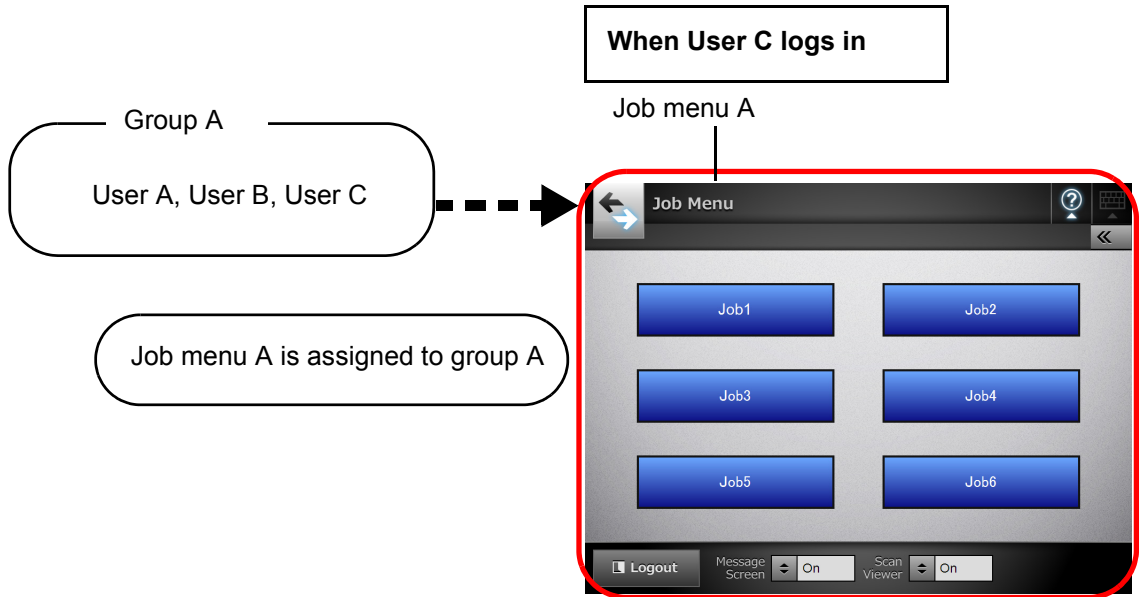 When User C logs in
Job menu A
Group A
User A, User B, User C
Job menu A is assigned to group A
Job Menu
?
Job1
Job2
Job3
Job4
Job5
Job6
Logout
Message
Screen
On
Scan
Viewer
On